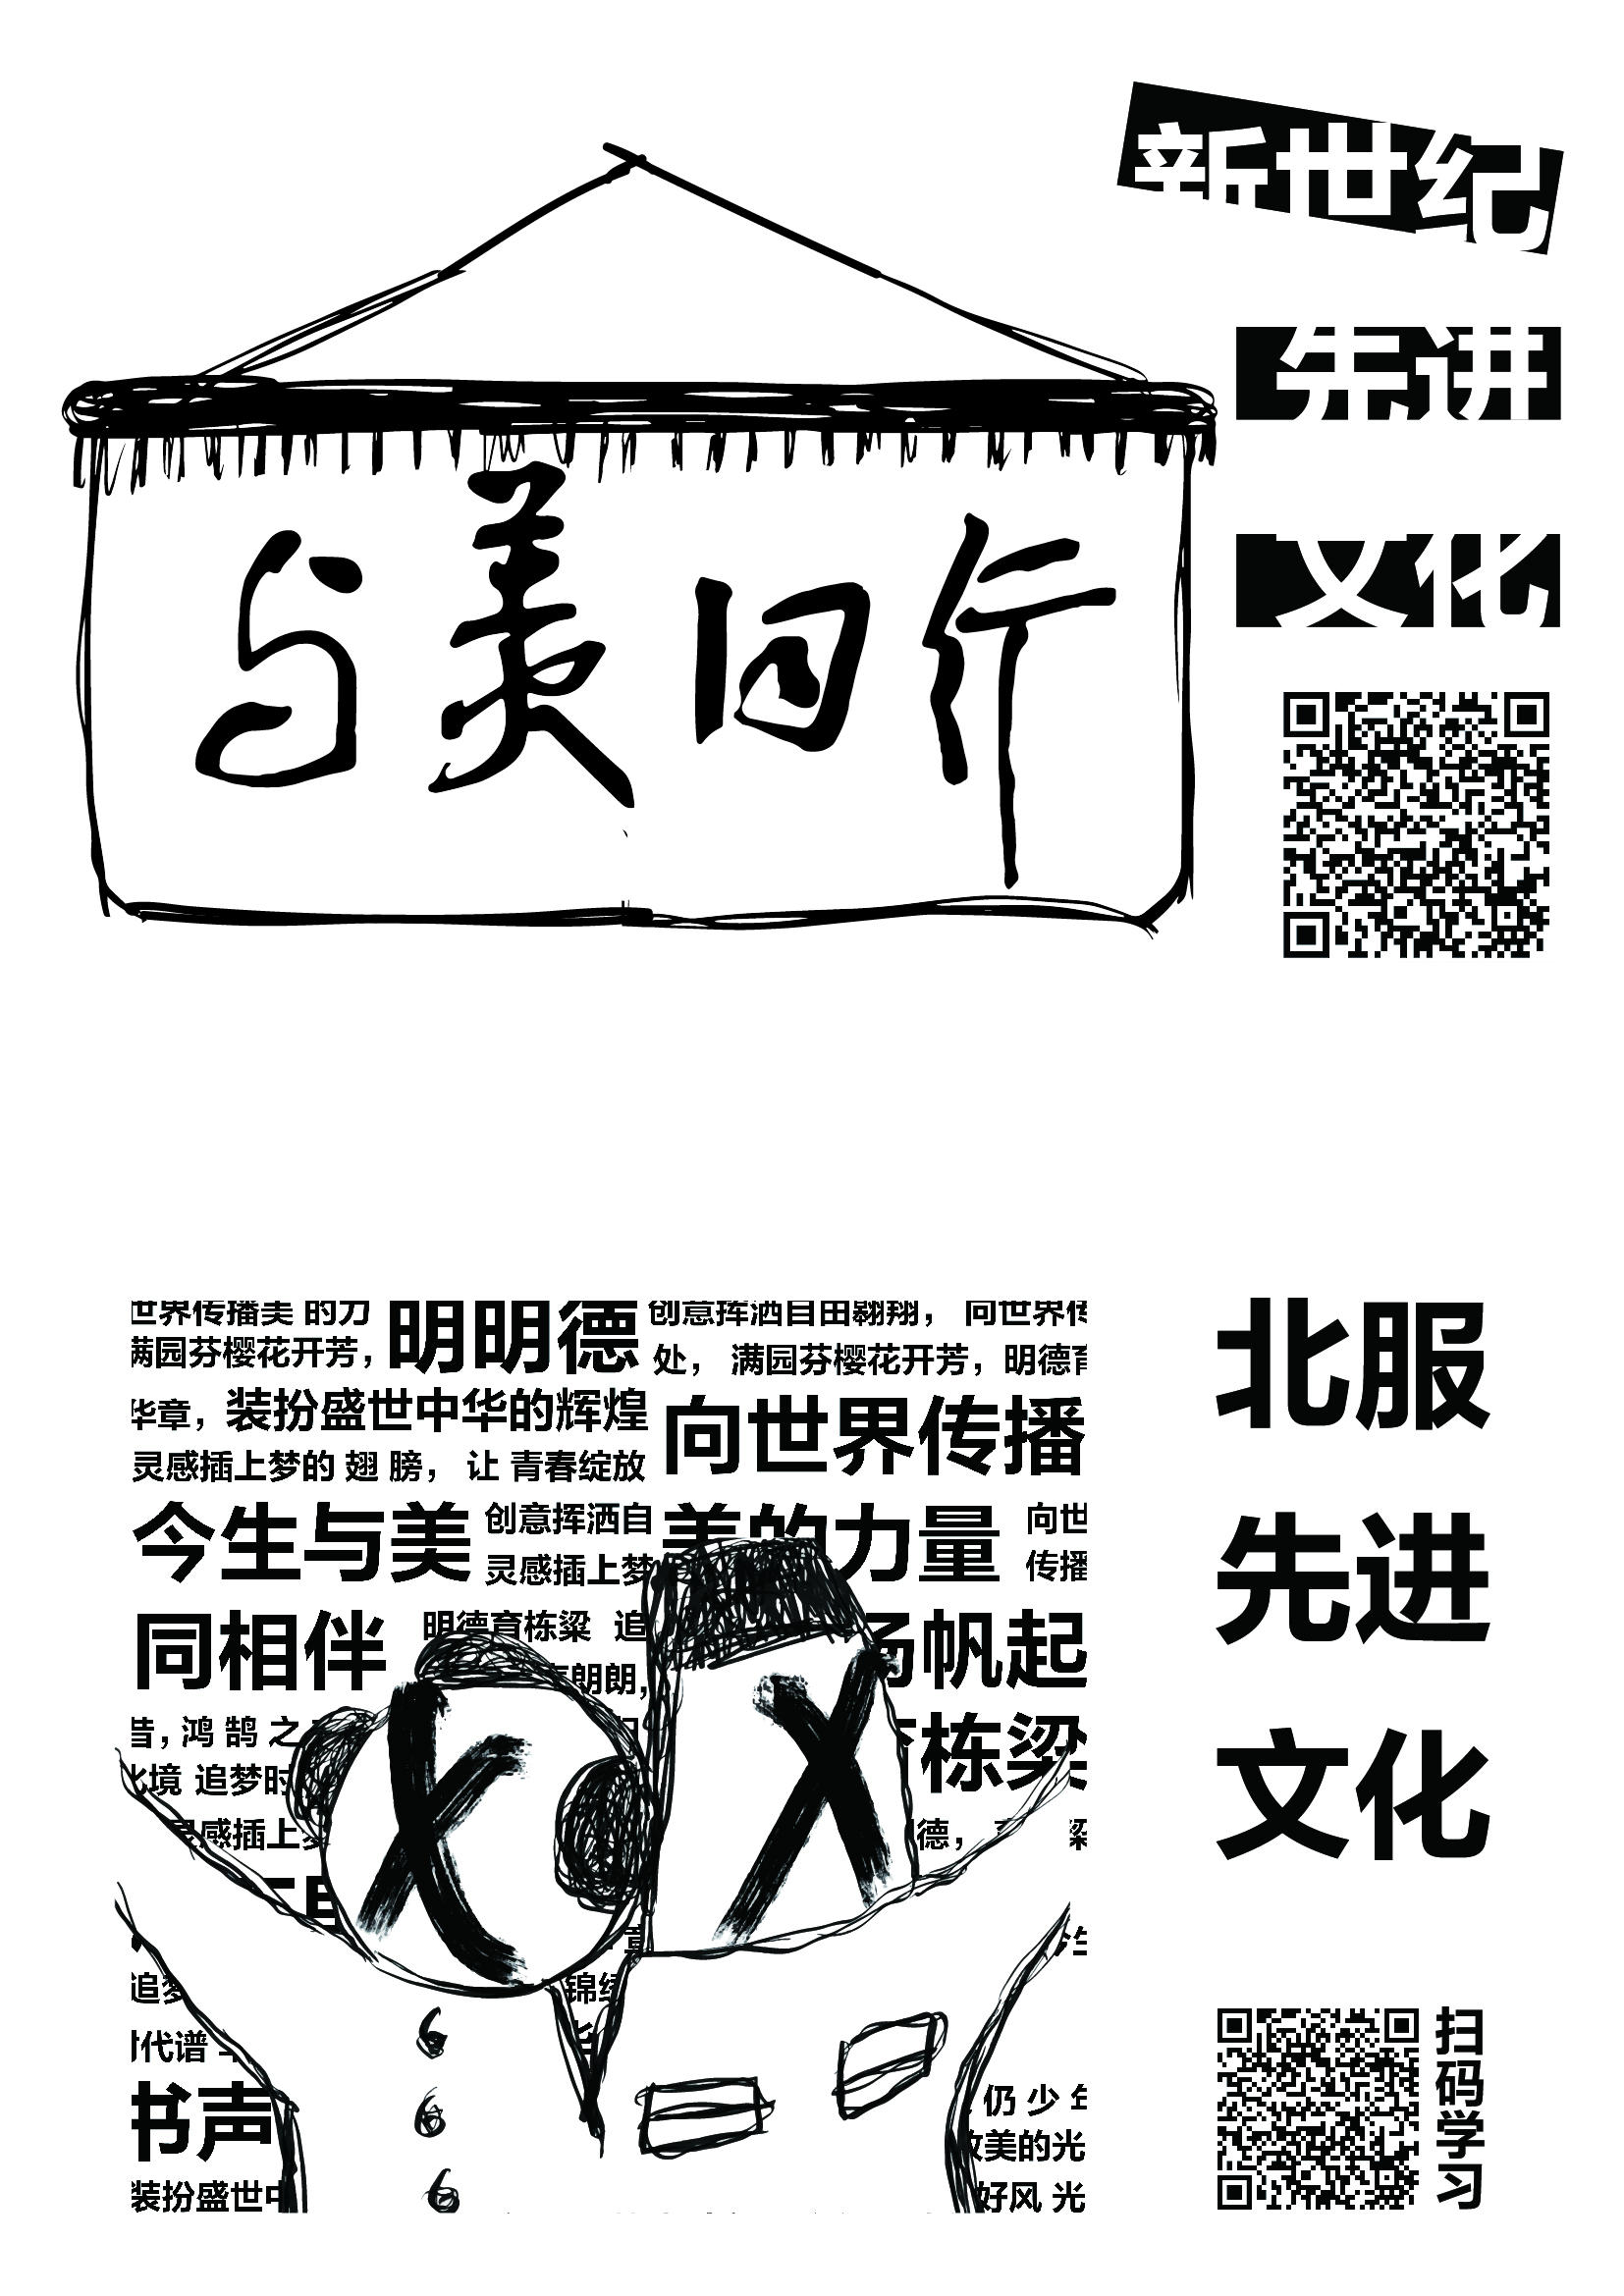 新世纪
先进
文化
与美同行
世界传播美 的力
满园芬樱花开芳，
明明德
创意挥洒自由翱翔， 向世界传
处， 满园芬樱花开芳，明德育
华章，装扮盛世中华的辉煌
向世界传播
灵感插上梦的 翅 膀， 让 青春绽放
今生与美
创意挥洒自
灵感插上梦
美的力量
向世
传播
同相伴
明德育栋梁 追
朗朗，
扬帆起
昔，鸿 鹄 之
栋梁
此境 追梦时
灵感插上梦
德，
梁
追梦
锦绣
时代谱
书声
仍 少 年
放美的光
装扮盛世中
好风 光
666
北服
先进
文化
扫码学习